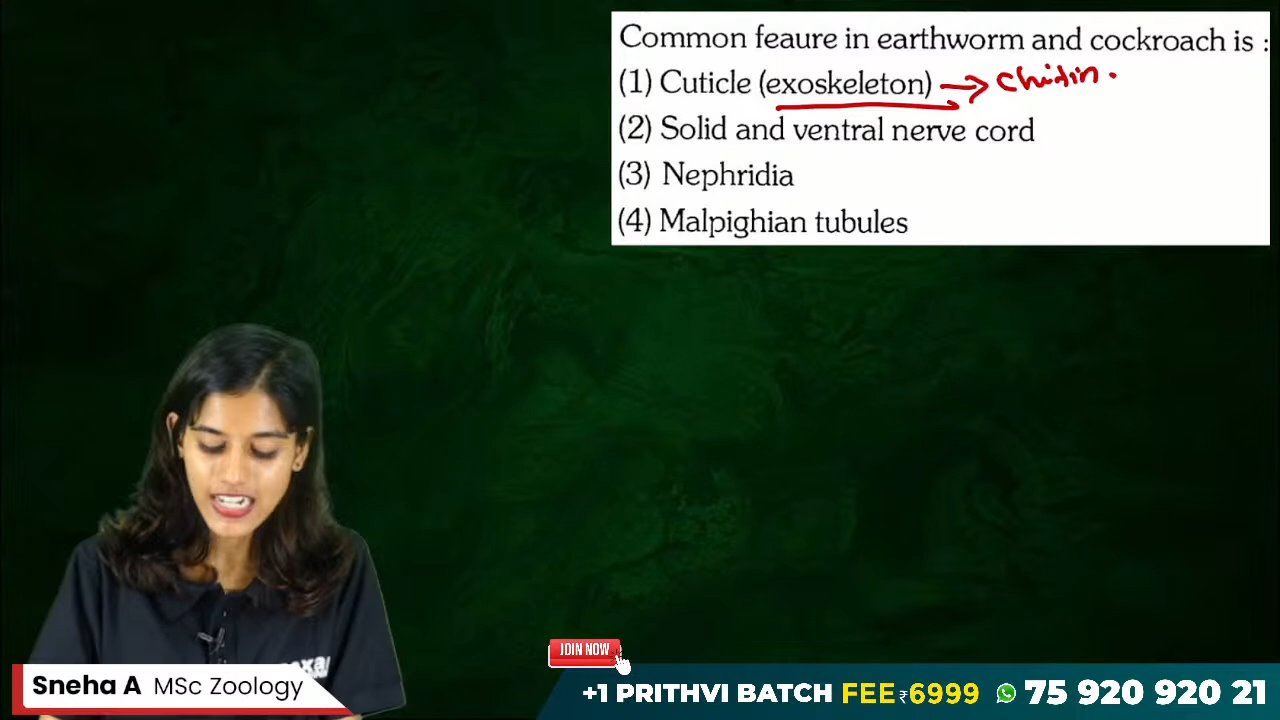 Common feaure in earthworm and cockroach is :
(1) Cuticle (exoskeleton) → Chitin.
(2) Solid and ventral nerve cord
(3) Nephridia
(4) Malpighian tubules
JOIN NOW
Sneha A MSc Zoology
+1 PRITHVI BATCH FEE ₹6999 75 920 920 21